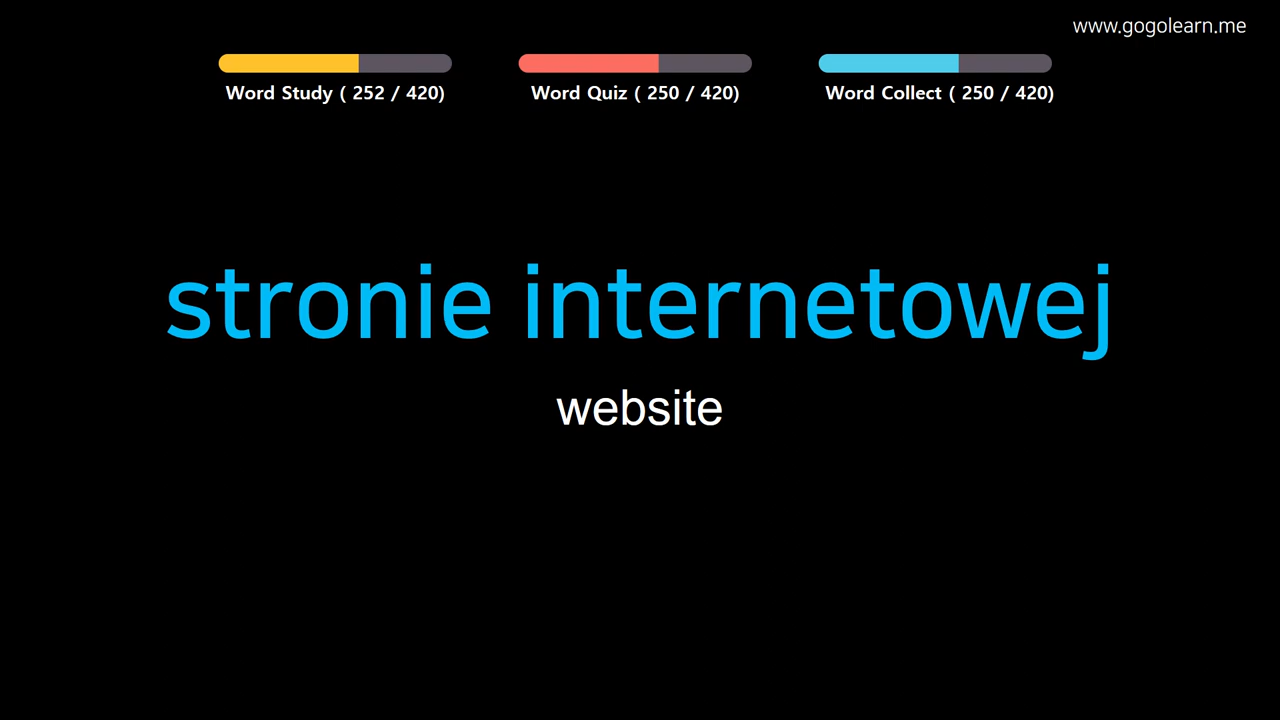 www.gogolearn.me
Word Study ( 252 / 420)
Word Quiz ( 250 / 420)
Word Collect ( 250 / 420)
stronie internetowej
website